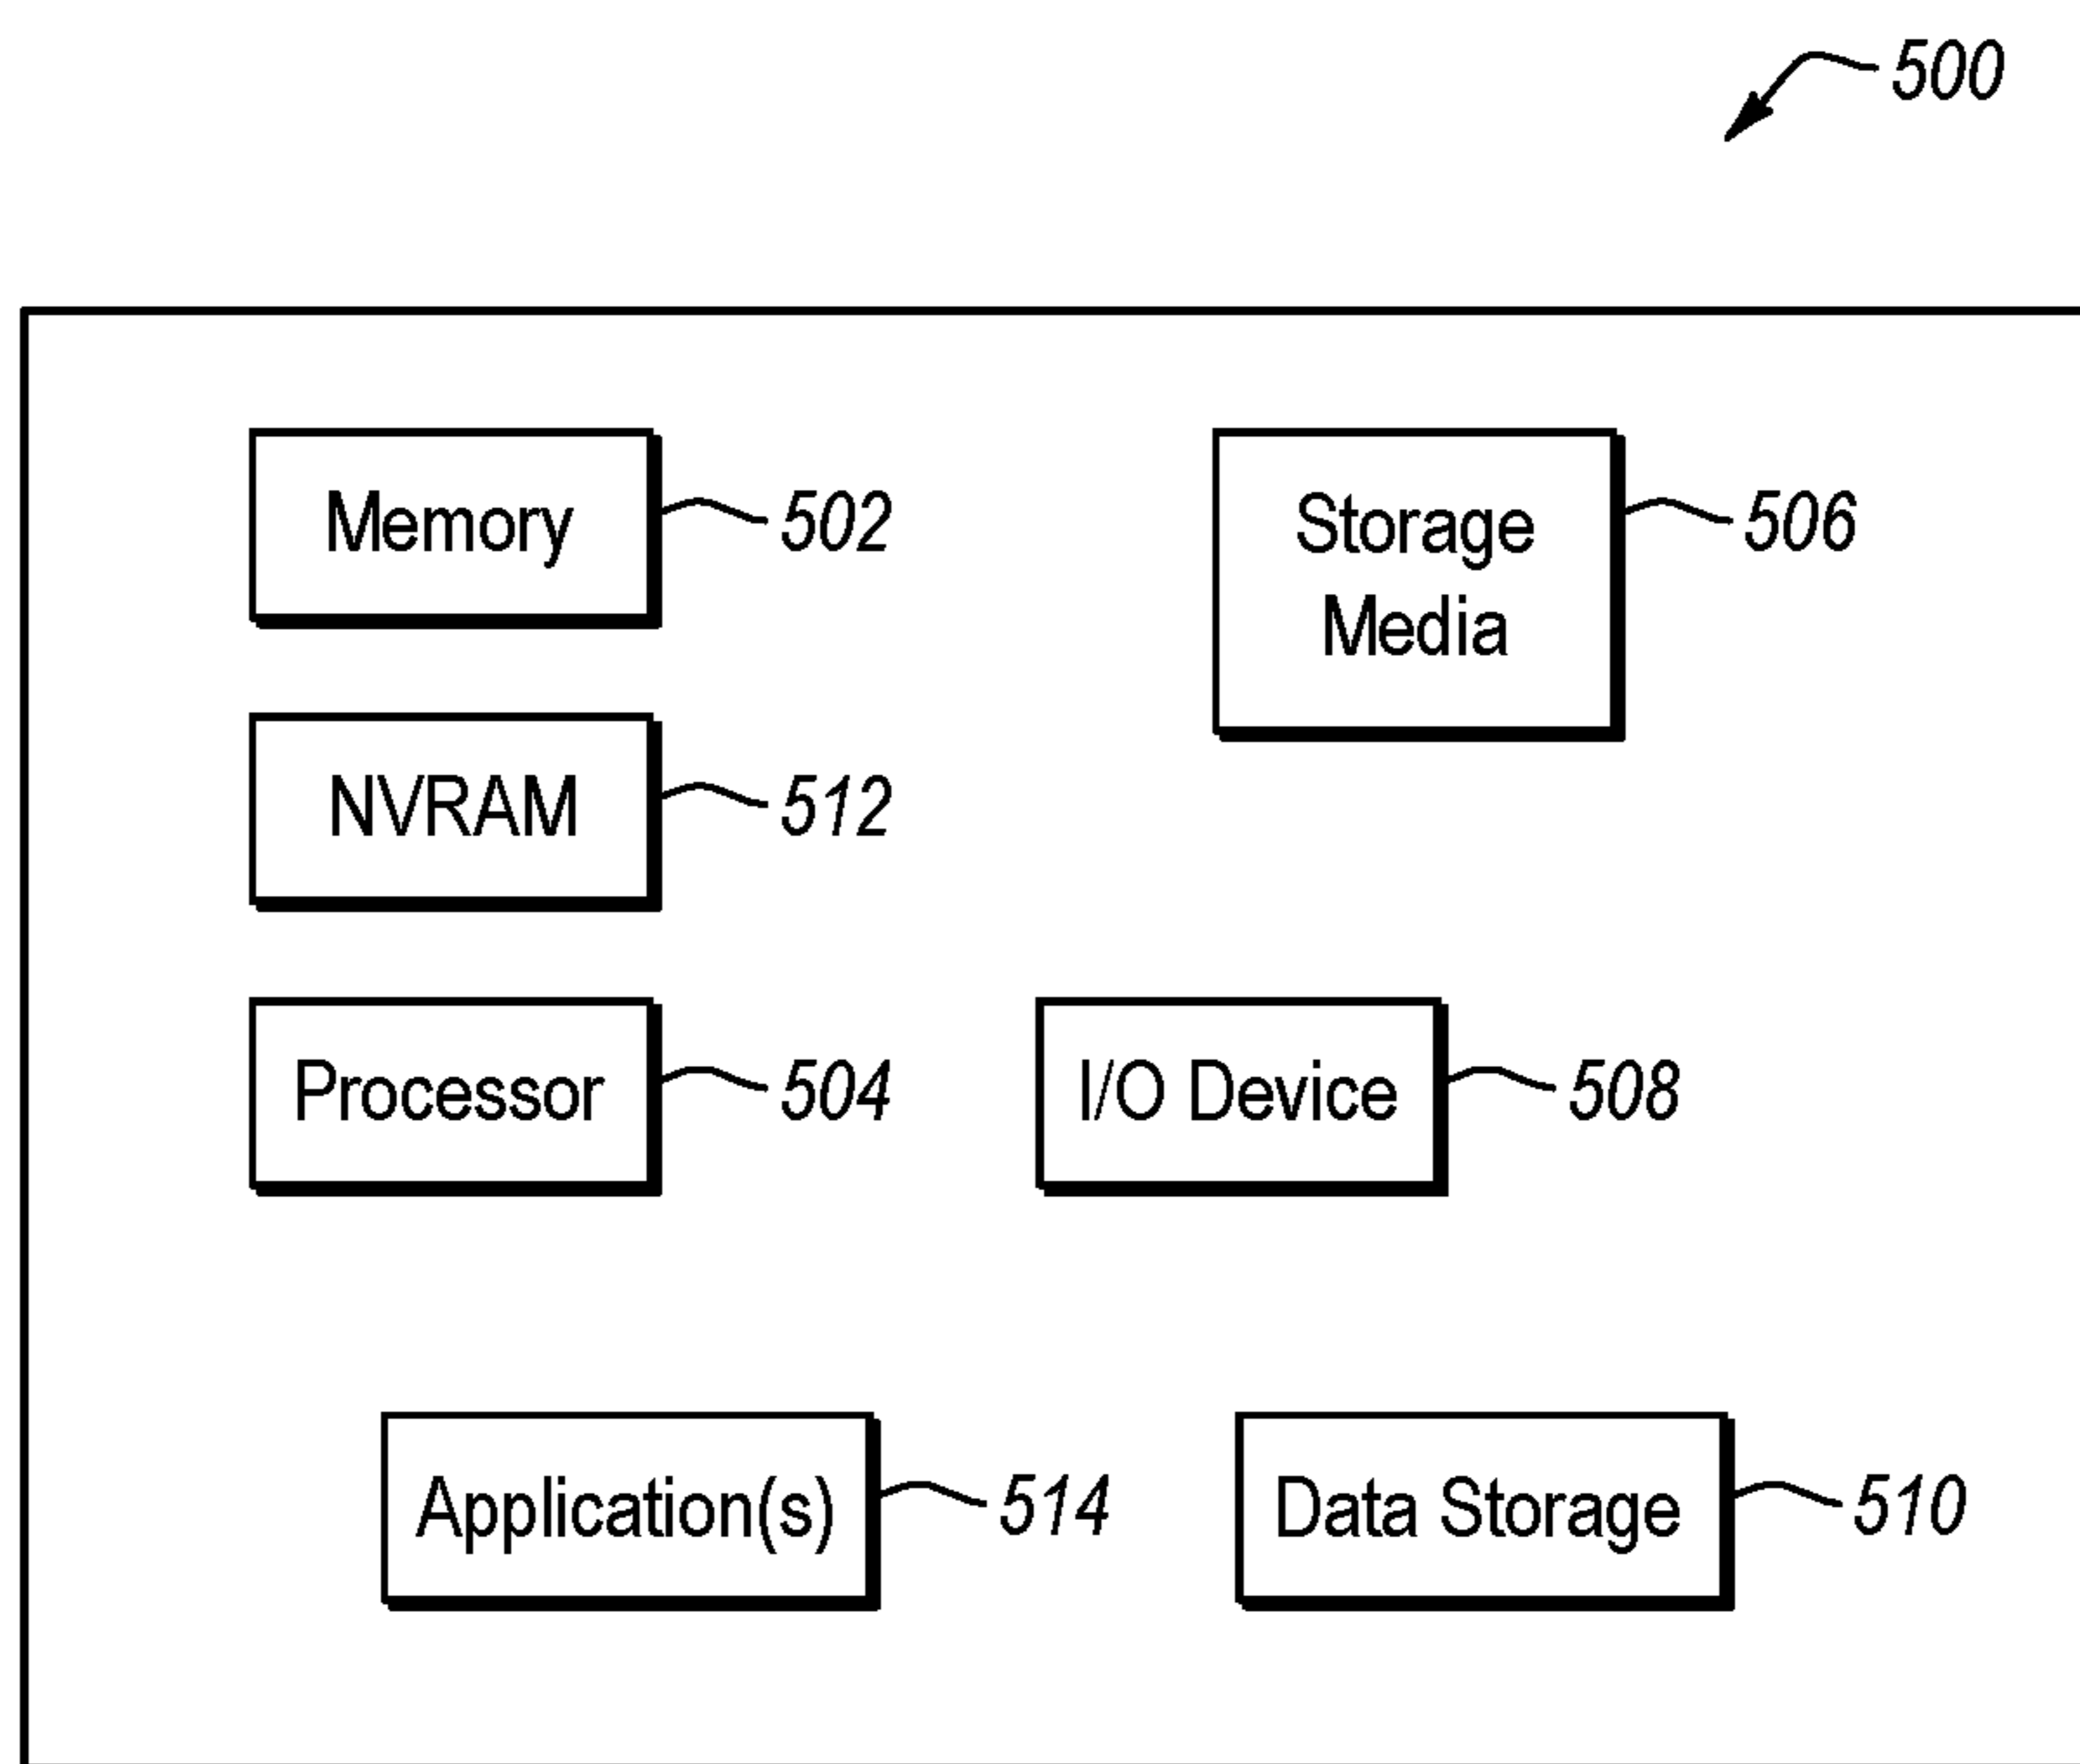 500
Memory 502
Storage 506
Media
NVRAM 512
Processor 504
I/O Device 508
Application(s) 514
Data Storage 510